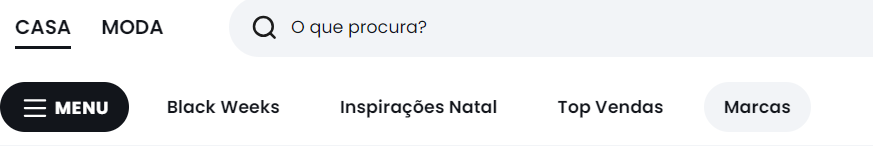 CASA MODA O que procura?
MENU Black Weeks Inspirações Natal Top Vendas Marcas